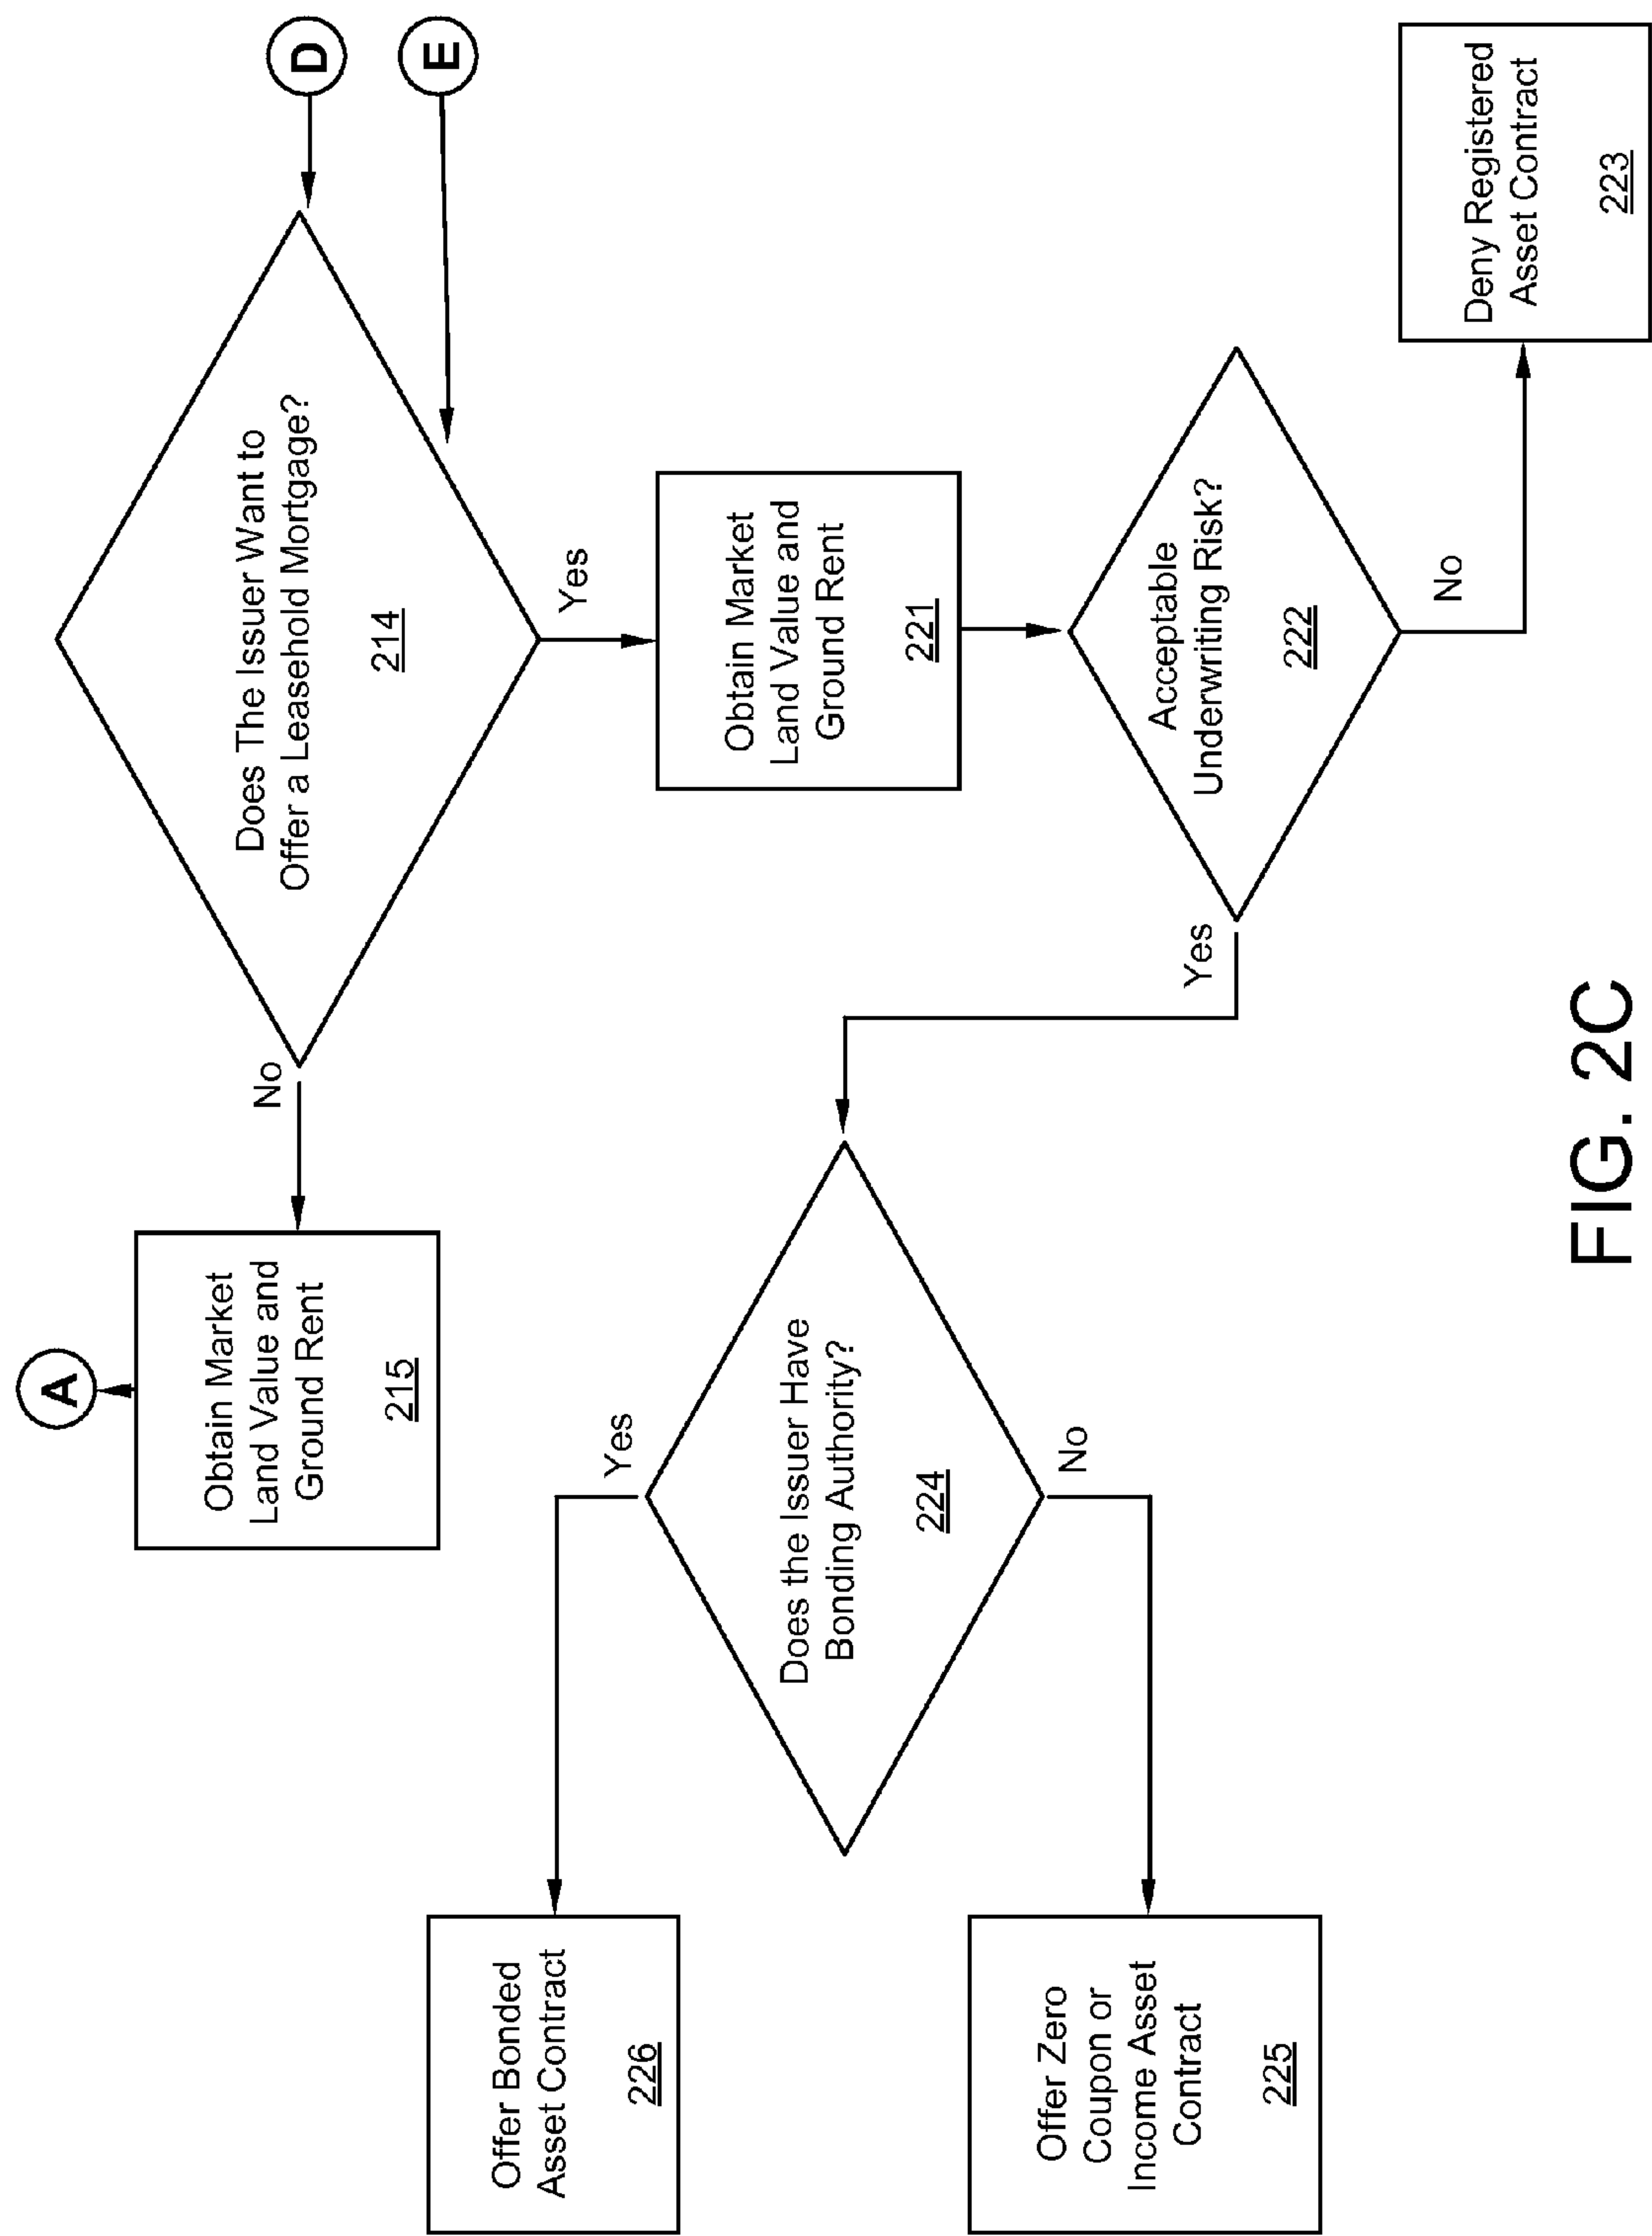 D
E
Does The Issuer Want to
Offer a Leasehold Mortgage?
214
No
Yes
A
Obtain Market
Land Value and
Ground Rent
215
Obtain Market
Land Value and
Ground Rent
221
Acceptable
Underwriting Risk?
222
No
Deny Registered
Asset Contract
223
Yes
Does the Issuer Have
Bonding Authority?
224
Yes
No
Offer Bonded
Asset Contract
226
Offer Zero
Coupon or
Income Asset
Contract
225
FIG. 2C